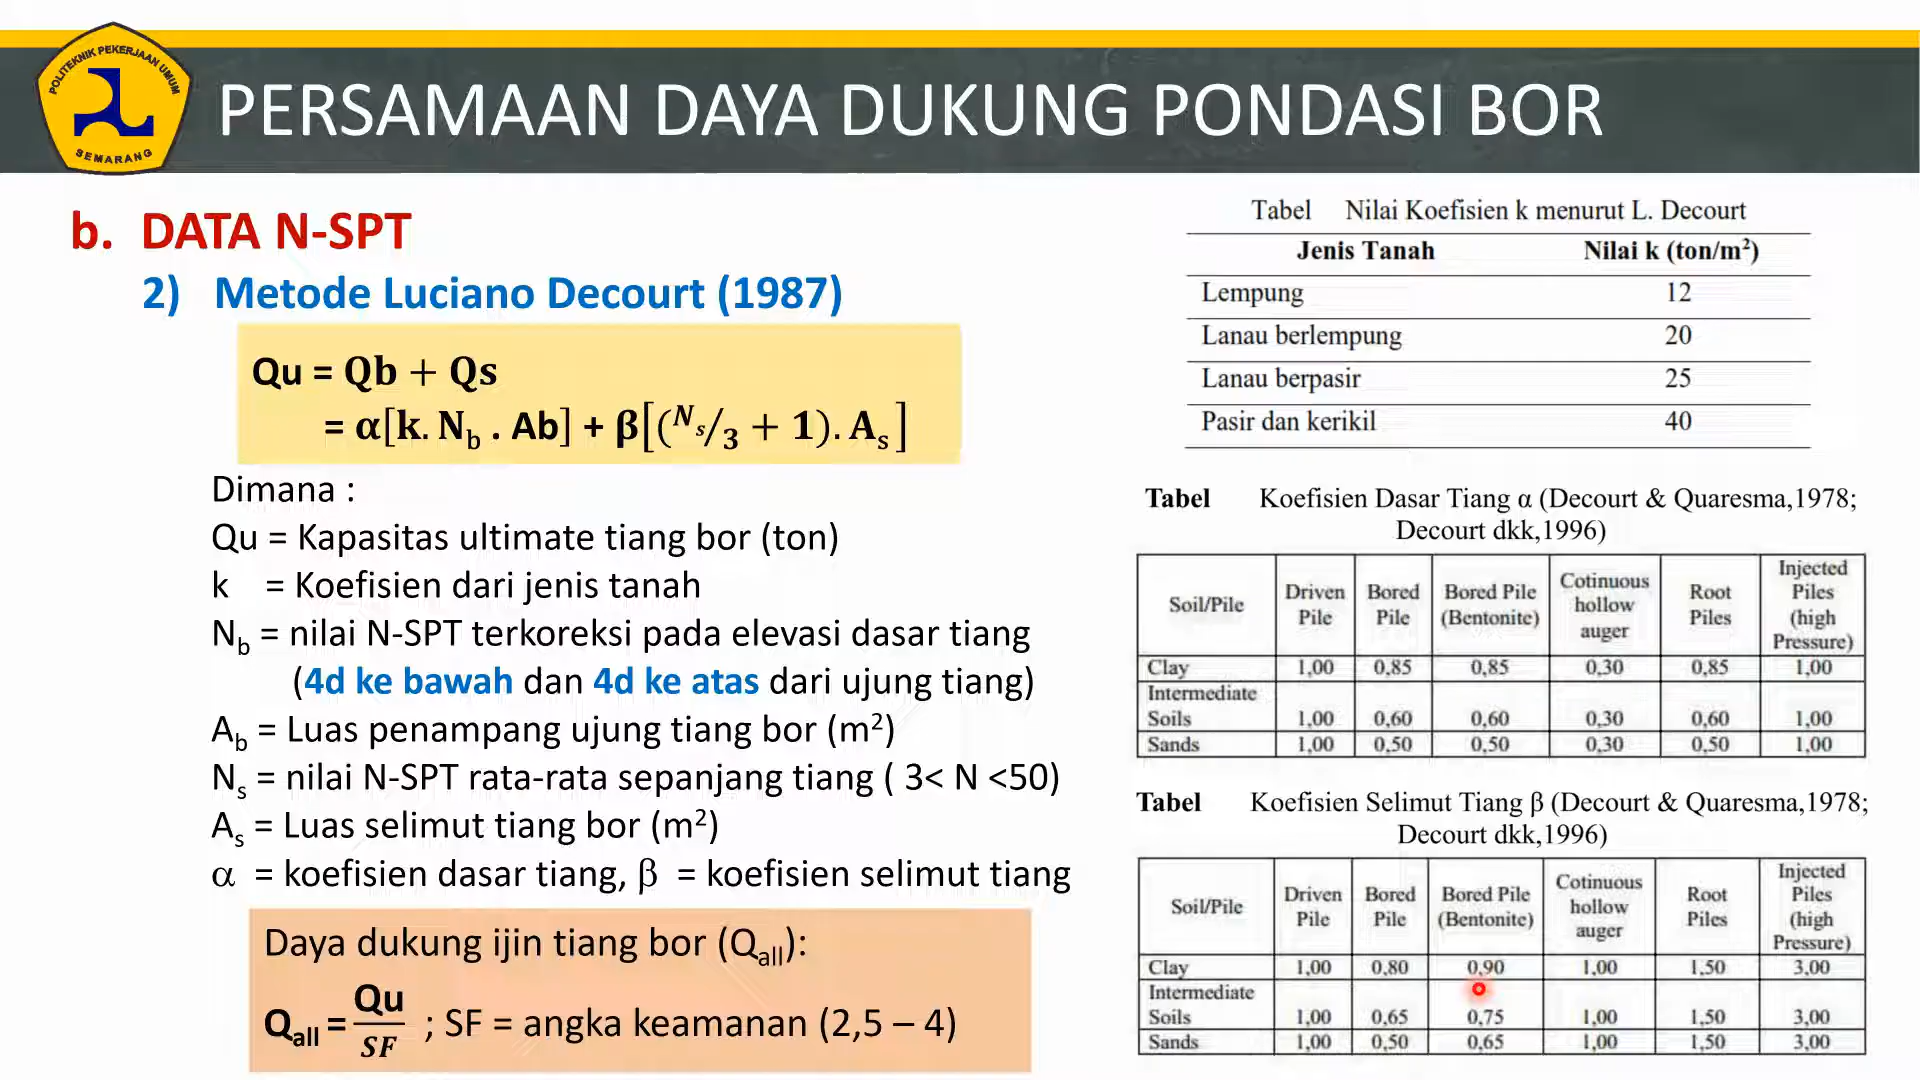 POLITEKNIK PEKERJAAN UMUM
SEMARANG
PERSAMAAN DAYA DUKUNG PONDASI BOR
b. DATA N-SPT
2) Metode Luciano Decourt (1987)
Qu = Qb + Qs
= α[k. N_b . Ab] + β[(N_s/3 + 1). A_s]
Dimana :
Qu = Kapasitas ultimate tiang bor (ton)
k = Koefisien dari jenis tanah
N_b = nilai N-SPT terkoreksi pada elevasi dasar tiang
(4d ke bawah dan 4d ke atas dari ujung tiang)
A_b = Luas penampang ujung tiang bor (m²)
N_s = nilai N-SPT rata-rata sepanjang tiang ( 3< N <50)
A_s = Luas selimut tiang bor (m²)
α = koefisien dasar tiang, β = koefisien selimut tiang
Daya dukung ijin tiang bor (Q_all):
Q_all = Qu/SF ; SF = angka keamanan (2,5 – 4)
Tabel Nilai Koefisien k menurut L. Decourt
Jenis Tanah Nilai k (ton/m²)
Lempung 12
Lanau berlempung 20
Lanau berpasir 25
Pasir dan kerikil 40
Tabel Koefisien Dasar Tiang α (Decourt & Quaresma,1978;
Decourt dkk,1996)
Soil/Pile Driven Pile Bored Pile Bored Pile (Bentonite) Cotinuous hollow auger Root Piles Injected Piles (high Pressure)
Clay 1,00 0,85 0,85 0,30 0,85 1,00
Intermediate
Soils 1,00 0,60 0,60 0,30 0,60 1,00
Sands 1,00 0,50 0,50 0,30 0,50 1,00
Tabel Koefisien Selimut Tiang β (Decourt & Quaresma,1978;
Decourt dkk,1996)
Soil/Pile Driven Pile Bored Pile Bored Pile (Bentonite) Cotinuous hollow auger Root Piles Injected Piles (high Pressure)
Clay 1,00 0,80 0,90 1,00 1,50 3,00
Intermediate
Soils 1,00 0,65 0,75 1,00 1,50 3,00
Sands 1,00 0,50 0,65 1,00 1,50 3,00